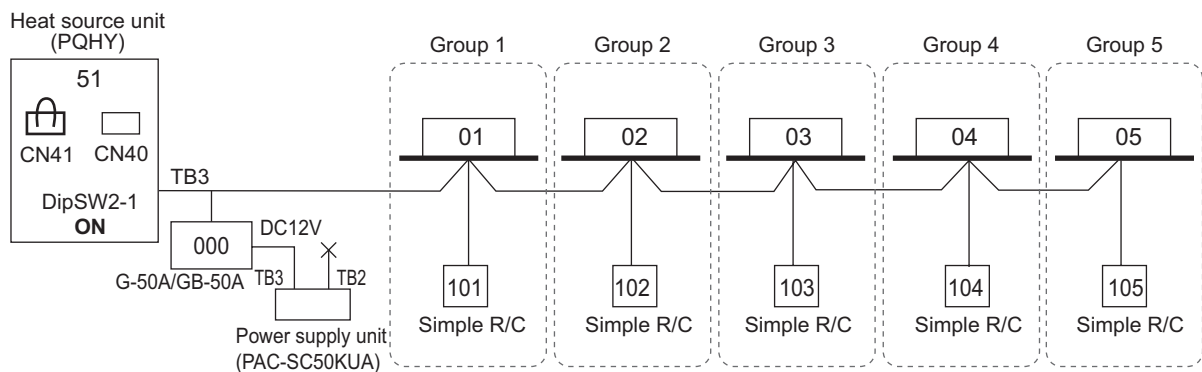 Heat source unit
(PQHY)
51
CN41 CN40
DipSW2-1
ON
TB3
000
DC12V
G-50A/GB-50A
TB3
TB2
Power supply unit
(PAC-SC50KUA)
Group 1
01
101
Simple R/C
Group 2
02
102
Simple R/C
Group 3
03
103
Simple R/C
Group 4
04
104
Simple R/C
Group 5
05
105
Simple R/C